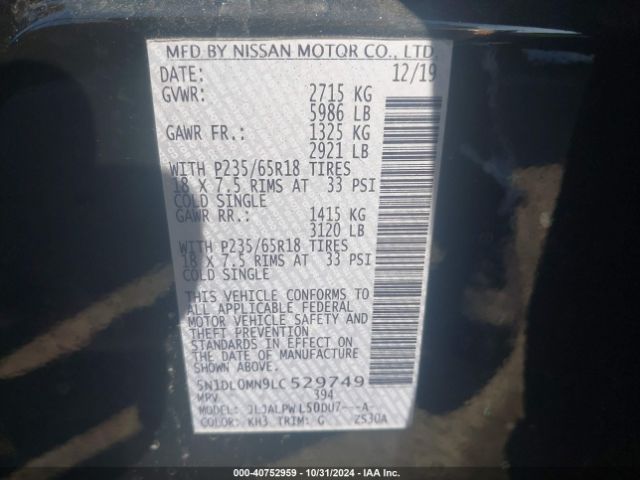 MFD BY NISSAN MOTOR CO., LTD.
DATE: 12/19
GVWR: 2715 KG
5986 LB
GAWR FR.: 1325 KG
2921 LB
WITH P235/65R18 TIRES
18 X 7.5 RIMS AT 33 PSI
COLD SINGLE
GAWR RR.: 1415 KG
3120 LB
WITH P235/65R18 TIRES
18 X 7.5 RIMS AT 33 PSI
COLD SINGLE
THIS VEHICLE CONFORMS TO
ALL APPLICABLE FEDERAL
MOTOR VEHICLE SAFETY AND
THEFT PREVENTION
STANDARDS IN EFFECT ON
THE DATE OF MANUFACTURE
SHOWN ABOVE.
5N1DL0MN9LC529749
MPV 394
MODEL: JLJALPWL50DU7---A-
COLOR: KH3 TRIM: G ZS30A
000-40752959 • 10/31/2024 - IAA Inc.